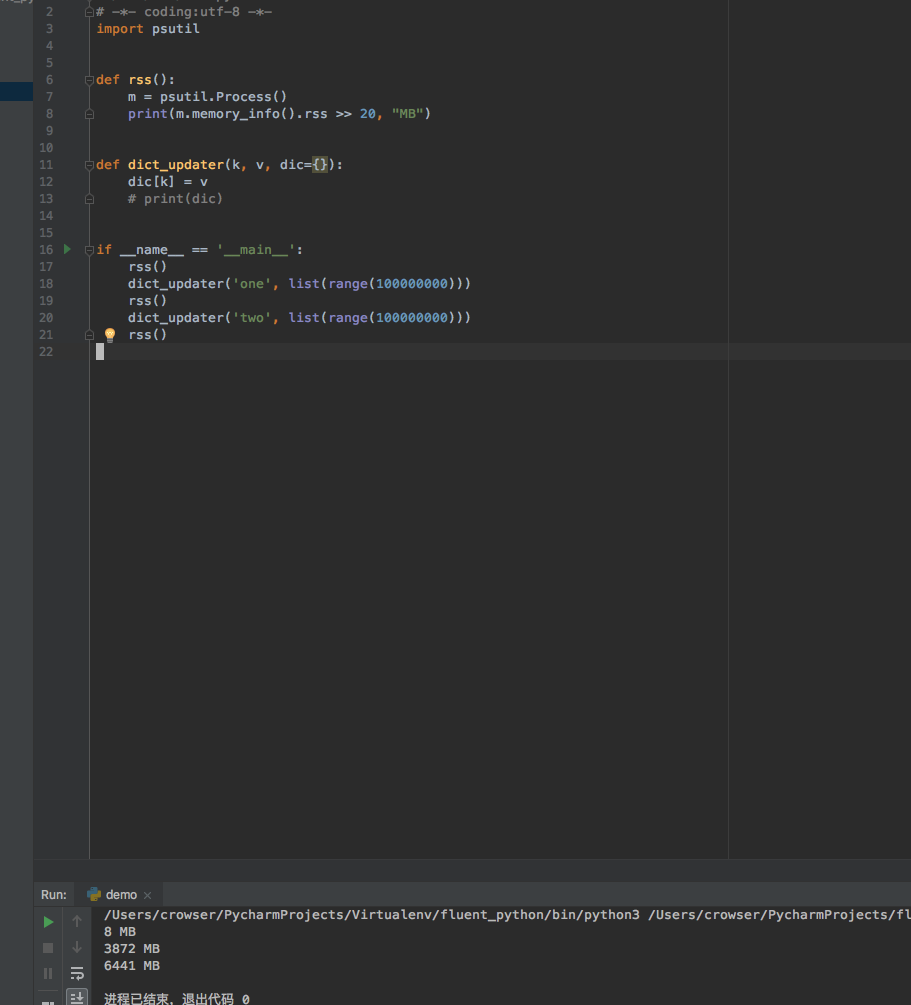 2 # -*- coding:utf-8 -*-
3 import psutil
4
5
6 def rss():
7     m = psutil.Process()
8     print(m.memory_info().rss >> 20, "MB")
9
10
11 def dict_updater(k, v, dic={}):
12     dic[k] = v
13     # print(dic)
14
15
16 if __name__ == '__main__':
17     rss()
18     dict_updater('one', list(range(100000000)))
19     rss()
20     dict_updater('two', list(range(100000000)))
21     rss()
22
Run: demo
/Users/crowser/PycharmProjects/Virtualenv/fluent_python/bin/python3 /Users/crowser/PycharmProjects/fl
8 MB
3872 MB
6441 MB
进程已结束，退出代码 0